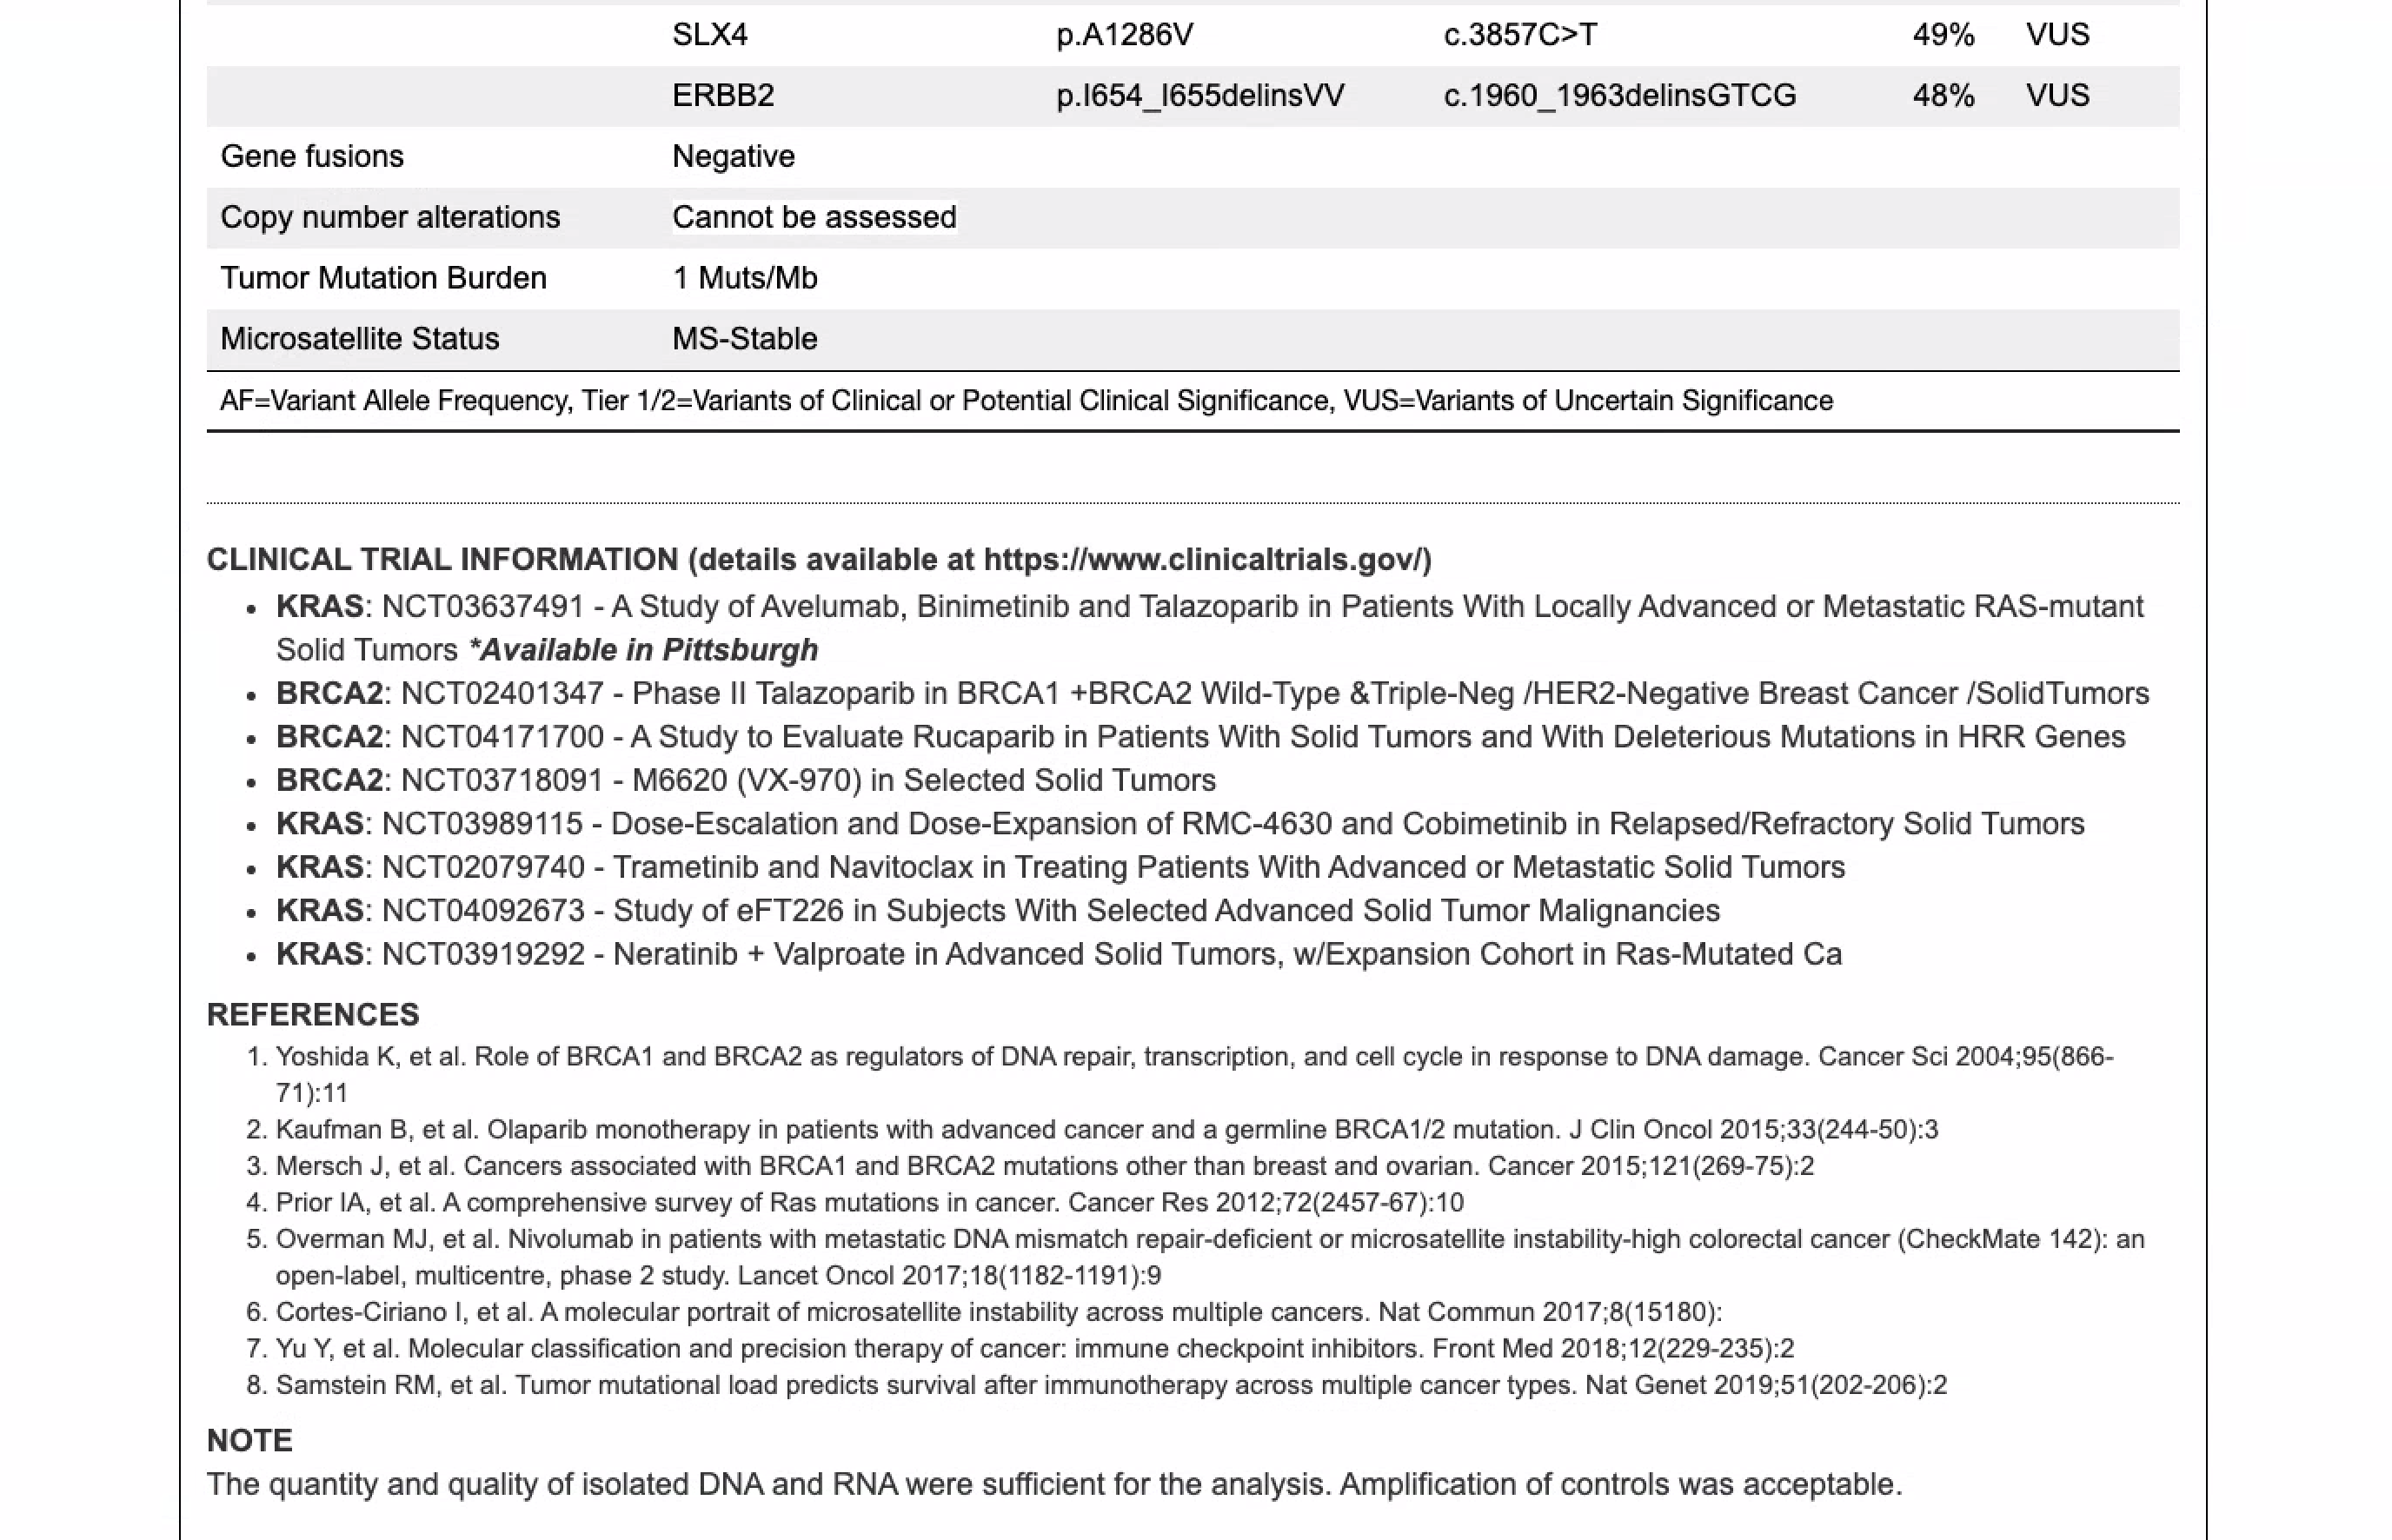 SLX4 p.A1286V c.3857C>T 49% VUS
ERBB2 p.I654_I655delinsVV c.1960_1963delinsGTCG 48% VUS
Gene fusions Negative
Copy number alterations Cannot be assessed
Tumor Mutation Burden 1 Muts/Mb
Microsatellite Status MS-Stable
AF=Variant Allele Frequency, Tier 1/2=Variants of Clinical or Potential Clinical Significance, VUS=Variants of Uncertain Significance
CLINICAL TRIAL INFORMATION (details available at https://www.clinicaltrials.gov/)
• KRAS: NCT03637491 - A Study of Avelumab, Binimetinib and Talazoparib in Patients With Locally Advanced or Metastatic RAS-mutant
Solid Tumors *Available in Pittsburgh
• BRCA2: NCT02401347 - Phase II Talazoparib in BRCA1 +BRCA2 Wild-Type &Triple-Neg /HER2-Negative Breast Cancer /SolidTumors
• BRCA2: NCT04171700 - A Study to Evaluate Rucaparib in Patients With Solid Tumors and With Deleterious Mutations in HRR Genes
• BRCA2: NCT03718091 - M6620 (VX-970) in Selected Solid Tumors
• KRAS: NCT03989115 - Dose-Escalation and Dose-Expansion of RMC-4630 and Cobimetinib in Relapsed/Refractory Solid Tumors
• KRAS: NCT02079740 - Trametinib and Navitoclax in Treating Patients With Advanced or Metastatic Solid Tumors
• KRAS: NCT04092673 - Study of eFT226 in Subjects With Selected Advanced Solid Tumor Malignancies
• KRAS: NCT03919292 - Neratinib + Valproate in Advanced Solid Tumors, w/Expansion Cohort in Ras-Mutated Ca
REFERENCES
1. Yoshida K, et al. Role of BRCA1 and BRCA2 as regulators of DNA repair, transcription, and cell cycle in response to DNA damage. Cancer Sci 2004;95(866-
71):11
2. Kaufman B, et al. Olaparib monotherapy in patients with advanced cancer and a germline BRCA1/2 mutation. J Clin Oncol 2015;33(244-50):3
3. Mersch J, et al. Cancers associated with BRCA1 and BRCA2 mutations other than breast and ovarian. Cancer 2015;121(269-75):2
4. Prior IA, et al. A comprehensive survey of Ras mutations in cancer. Cancer Res 2012;72(2457-67):10
5. Overman MJ, et al. Nivolumab in patients with metastatic DNA mismatch repair-deficient or microsatellite instability-high colorectal cancer (CheckMate 142): an
open-label, multicentre, phase 2 study. Lancet Oncol 2017;18(1182-1191):9
6. Cortes-Ciriano I, et al. A molecular portrait of microsatellite instability across multiple cancers. Nat Commun 2017;8(15180):
7. Yu Y, et al. Molecular classification and precision therapy of cancer: immune checkpoint inhibitors. Front Med 2018;12(229-235):2
8. Samstein RM, et al. Tumor mutational load predicts survival after immunotherapy across multiple cancer types. Nat Genet 2019;51(202-206):2
NOTE
The quantity and quality of isolated DNA and RNA were sufficient for the analysis. Amplification of controls was acceptable.